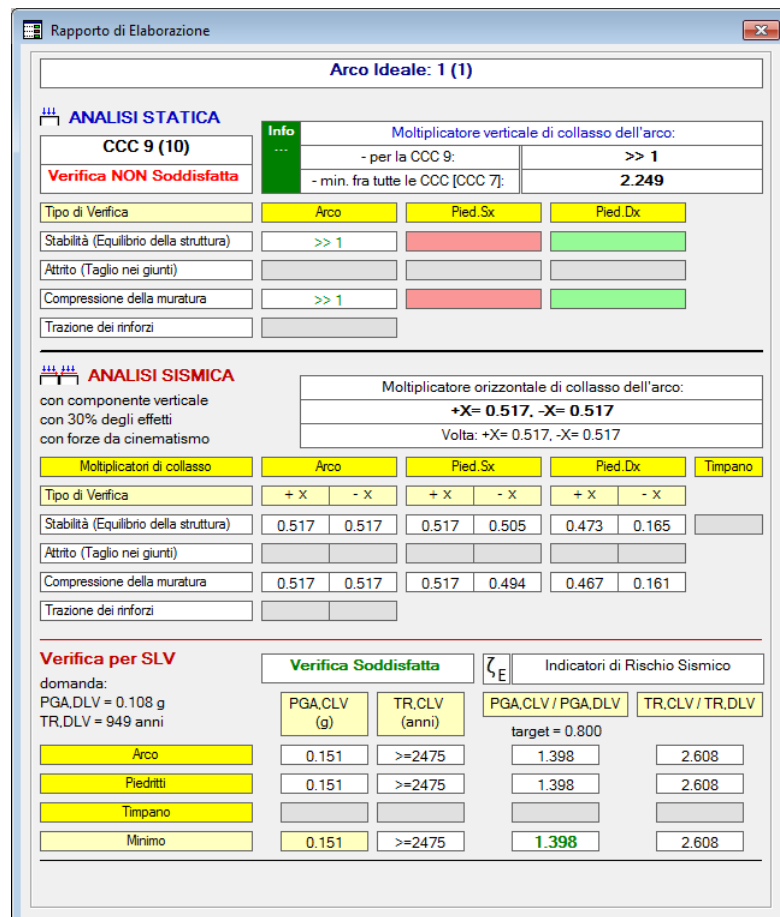 Rapporto di Elaborazione
Arco Ideale: 1 (1)
ANALISI STATICA
CCC 9 (10)
Verifica NON Soddisfatta
Info
---
Moltiplicatore verticale di collasso dell'arco:
- per la CCC 9: >> 1
- min. fra tutte le CCC [CCC 7]: 2.249
Tipo di Verifica Arco Pied.Sx Pied.Dx
Stabilità (Equilibrio della struttura) >> 1
Attrito (Taglio nei giunti)
Compressione della muratura >> 1
Trazione dei rinforzi
ANALISI SISMICA
con componente verticale
con 30% degli effetti
con forze da cinematismo
Moltiplicatore orizzontale di collasso dell'arco:
+X= 0.517, -X= 0.517
Volta: +X= 0.517, -X= 0.517
Moltiplicatori di collasso Arco Pied.Sx Pied.Dx Timpano
Tipo di Verifica + X - X + X - X + X - X
Stabilità (Equilibrio della struttura) 0.517 0.517 0.517 0.505 0.473 0.165
Attrito (Taglio nei giunti)
Compressione della muratura 0.517 0.517 0.517 0.494 0.467 0.161
Trazione dei rinforzi
Verifica per SLV
domanda:
PGA,DLV = 0.108 g
TR,DLV = 949 anni
Verifica Soddisfatta ζE Indicatori di Rischio Sismico
PGA,CLV (g) TR,CLV (anni) PGA,CLV / PGA,DLV TR,CLV / TR,DLV
target = 0.800
Arco 0.151 >=2475 1.398 2.608
Piedritti 0.151 >=2475 1.398 2.608
Timpano
Minimo 0.151 >=2475 1.398 2.608